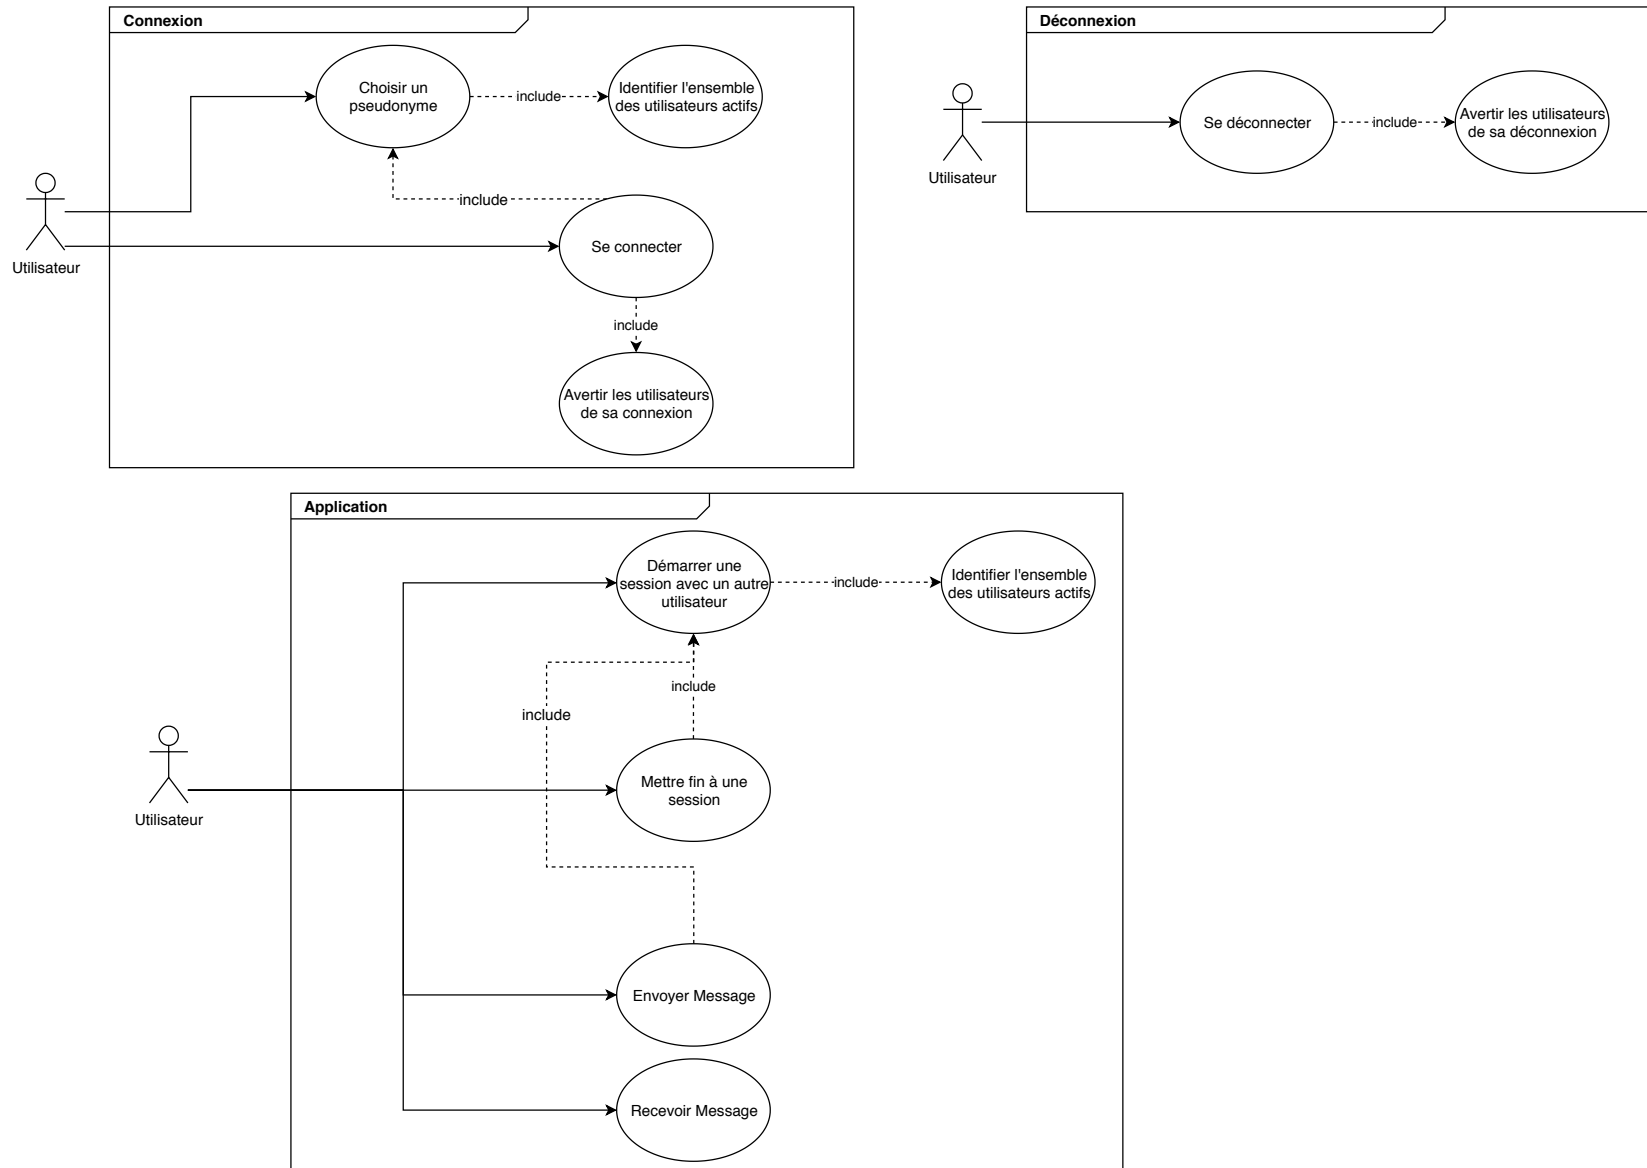 Connexion
Choisir un
pseudonyme
include
Identifier l'ensemble
des utilisateurs actifs
include
Utilisateur
Se connecter
include
Avertir les utilisateurs
de sa connexion
Déconnexion
Utilisateur
Se déconnecter
include
Avertir les utilisateurs
de sa déconnexion
Application
Démarrer une
session avec un autre
utilisateur
include
Identifier l'ensemble
des utilisateurs actifs
include
include
Utilisateur
Mettre fin à une
session
Envoyer Message
Recevoir Message